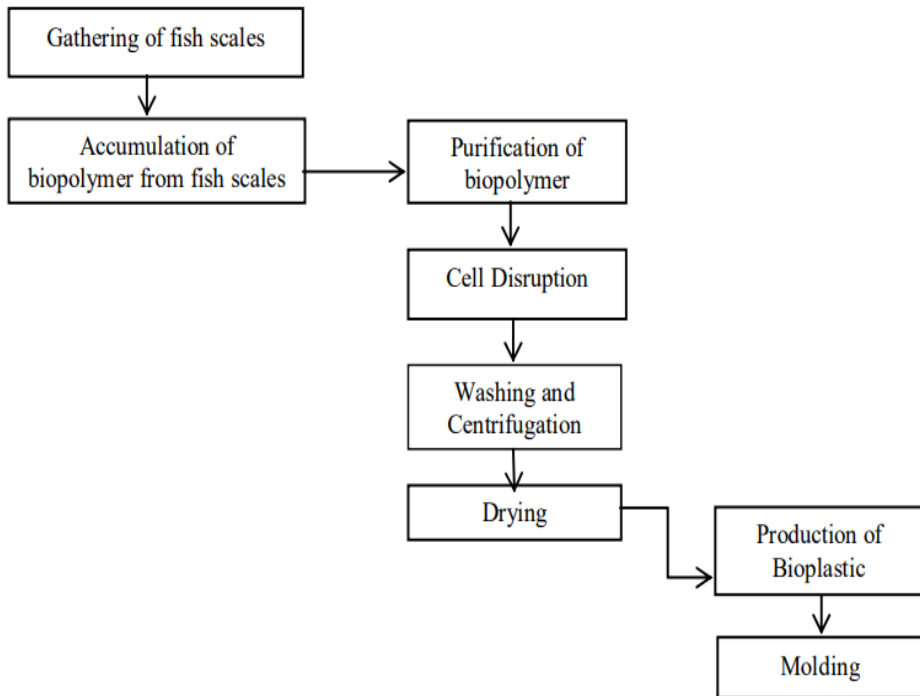 Gathering of fish scales
Accumulation of
biopolymer from fish scales
Purification of
biopolymer
Cell Disruption
Washing and
Centrifugation
Drying
Production of
Bioplastic
Molding